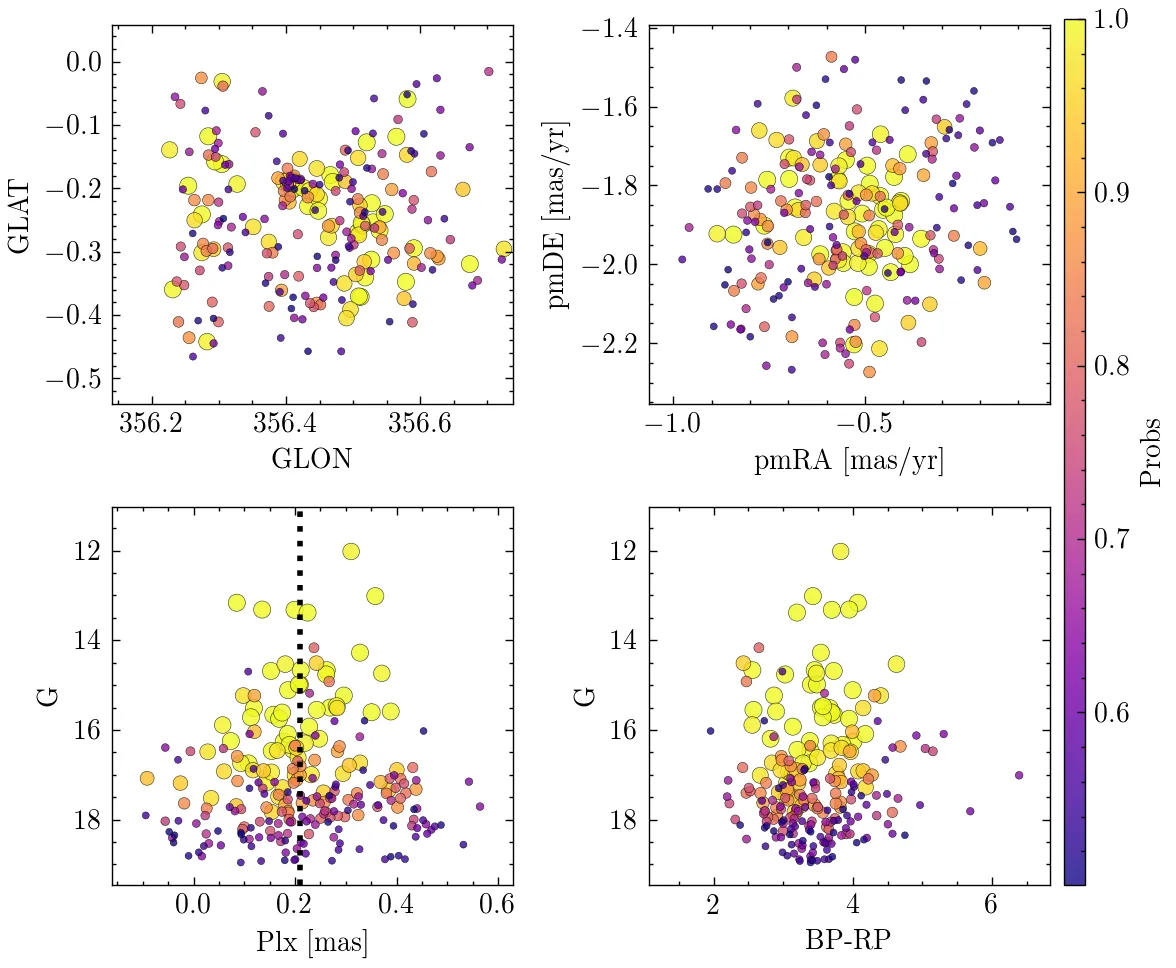 0.0
−0.1
−0.2
−0.3
−0.4
−0.5
GLAT
356.2 356.4 356.6
GLON
−1.4
−1.6
−1.8
−2.0
−2.2
pmDE [mas/yr]
−1.0 −0.5
pmRA [mas/yr]
12
14
16
18
G
0.0 0.2 0.4 0.6
Plx [mas]
12
14
16
18
G
2 4 6
BP-RP
1.0
0.9
0.8
0.7
0.6
Probs